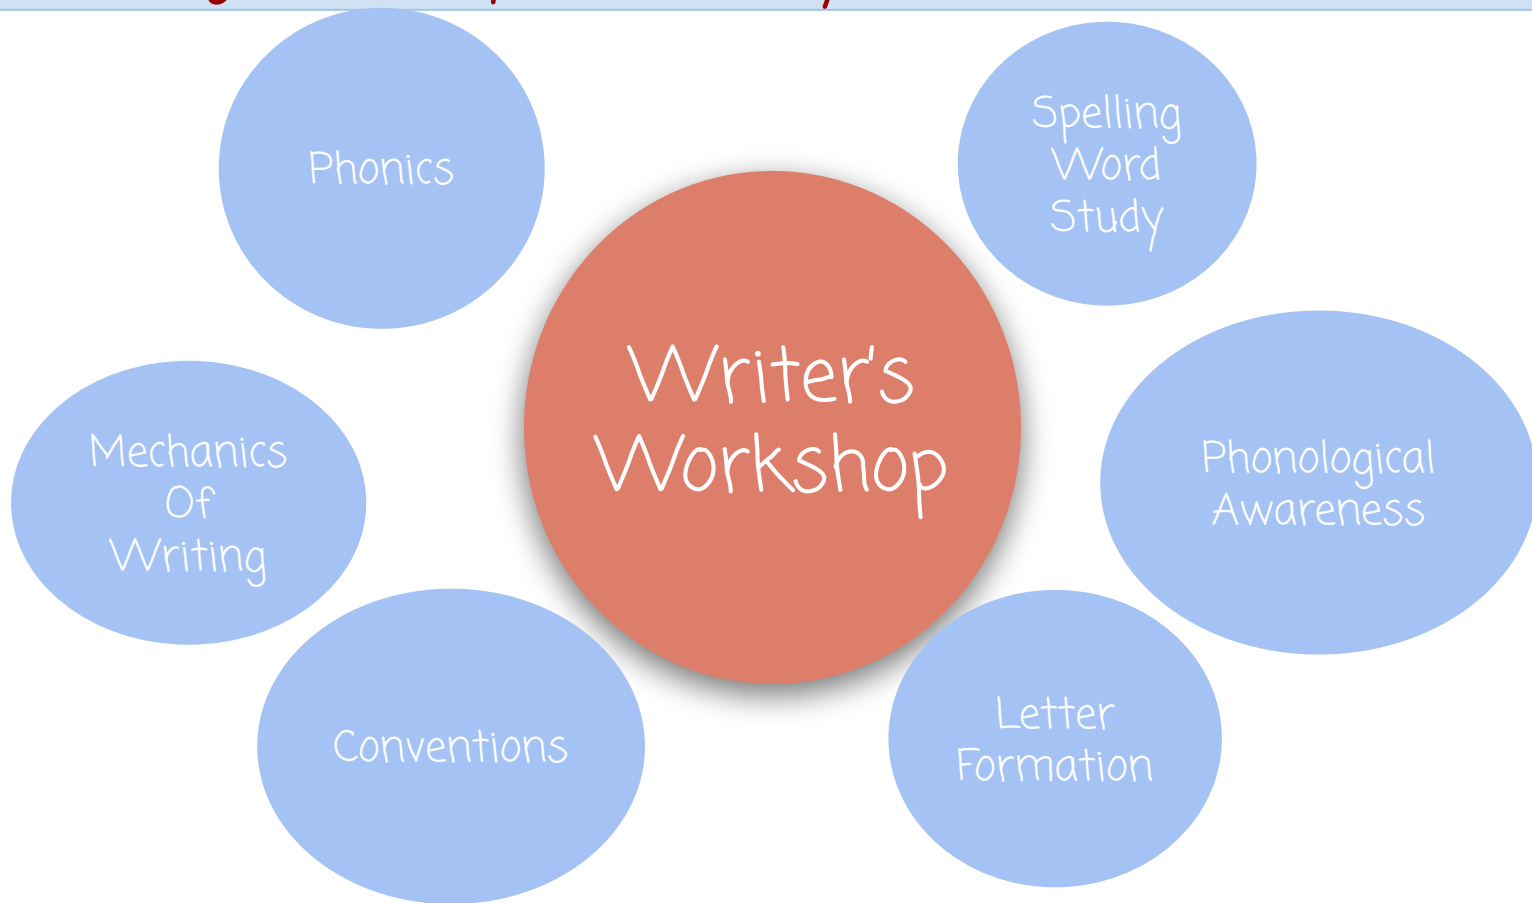 Phonics
Spelling
Word
Study
Writer's
Workshop
Mechanics
Of
Writing
Phonological
Awareness
Conventions
Letter
Formation